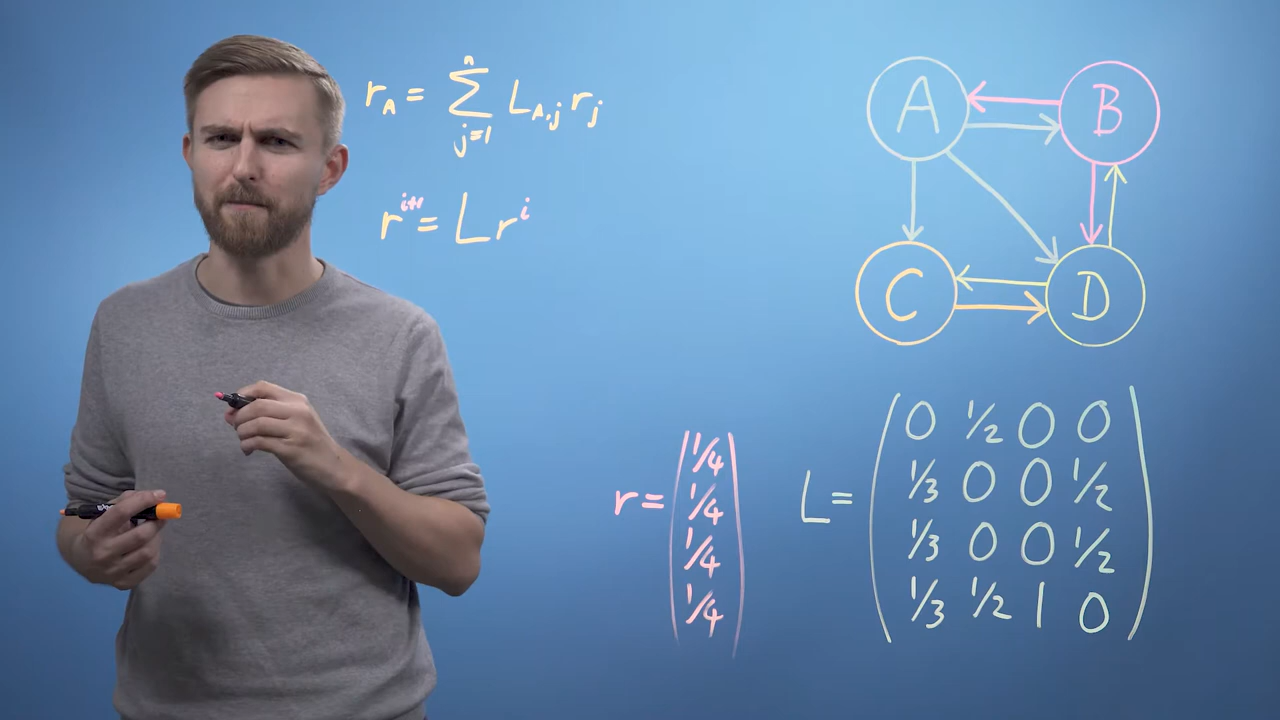 r_A = Σ_{j=1}^{n} L_{A,j} r_j
r^{i+1} = L r^i
A B
C D
r = (1/4
1/4
1/4
1/4)
L = (0 1/2 0 0
1/3 0 0 1/2
1/3 0 0 1/2
1/3 1/2 1 0)